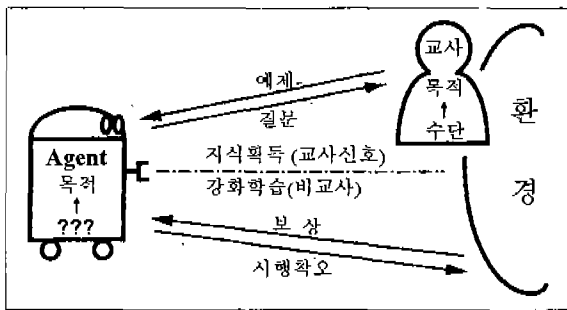 교사
예제
목적
↑
수단
환
질문
Agent
목적
↑
???
지식획득 (교사신호)
강화학습(비교사)
경
보 상
시행착오